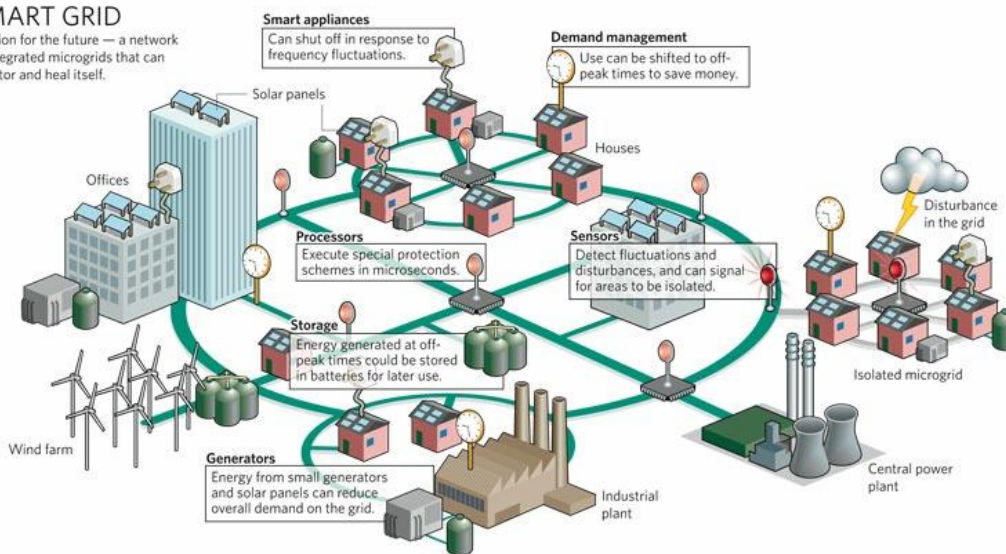 MART GRID
ion for the future — a network
egrated microgrids that can
tor and heal itself.
Smart appliances
Can shut off in response to
frequency fluctuations.
Demand management
Use can be shifted to off-
peak times to save money.
Solar panels
Houses
Offices
Disturbance
in the grid
Processors
Execute special protection
schemes in microseconds.
Sensors
Detect fluctuations and
disturbances, and can signal
for areas to be isolated.
Storage
Energy generated at off-
peak times could be stored
in batteries for later use.
Isolated microgrid
Wind farm
Generators
Energy from small generators
and solar panels can reduce
overall demand on the grid.
Industrial
plant
Central power
plant